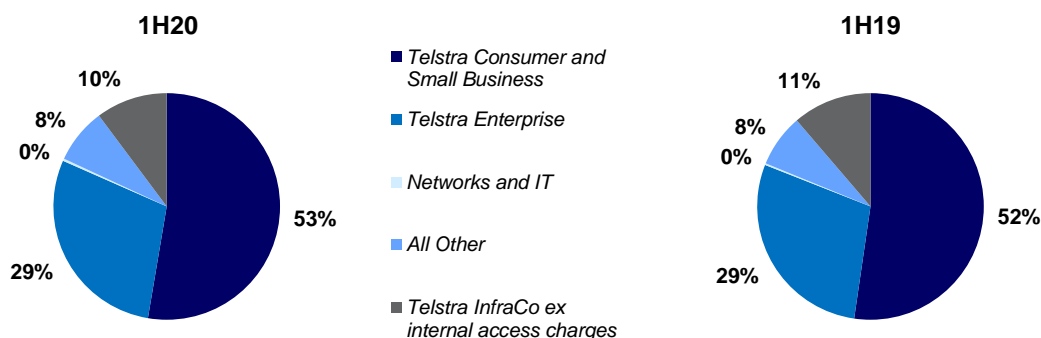 1H20
10%
8%
0%
29%
53%
Telstra Consumer and
Small Business
Telstra Enterprise
Networks and IT
All Other
Telstra InfraCo ex
internal access charges
1H19
11%
8%
0%
29%
52%